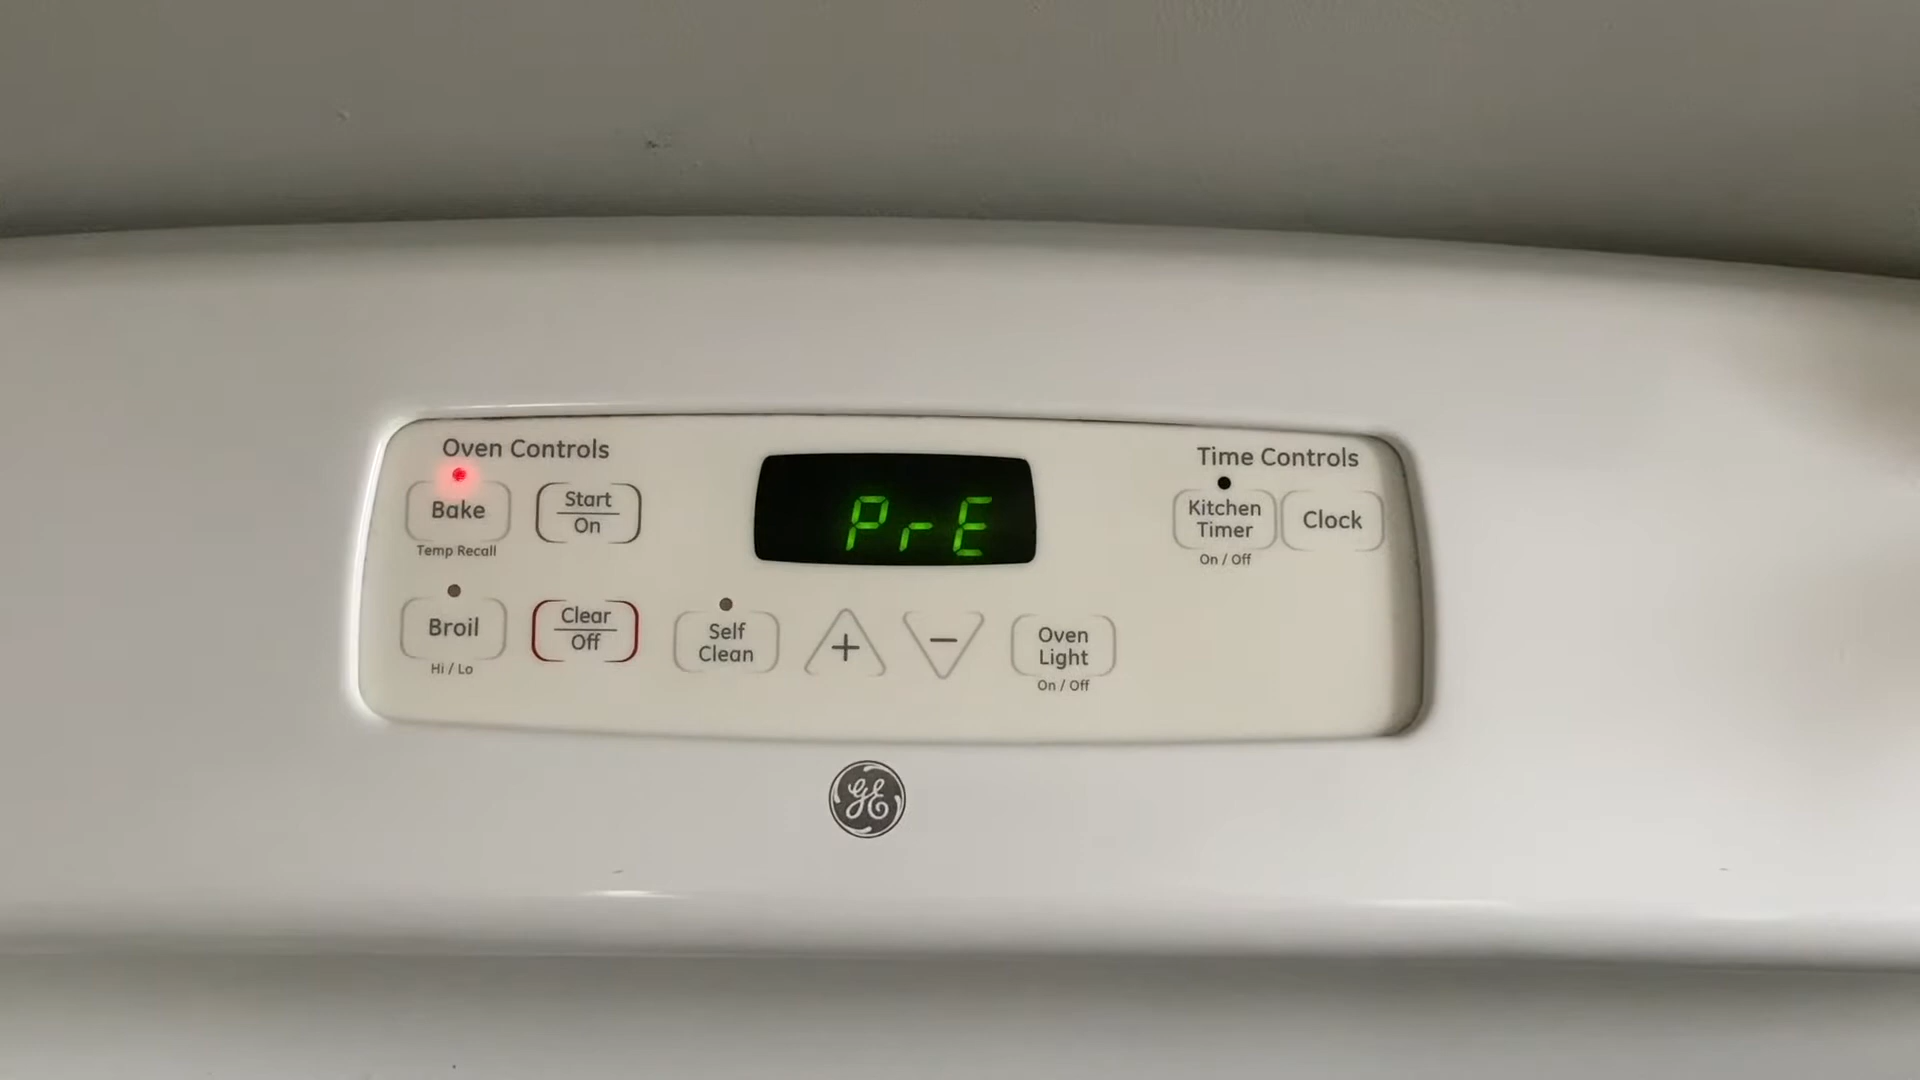 Oven Controls
Time Controls
Bake
Temp Recall
Start
On
PrE
Kitchen
Timer
On / Off
Clock
Broil
Hi / Lo
Clear
Off
Self
Clean
+
−
Oven
Light
On / Off
GE